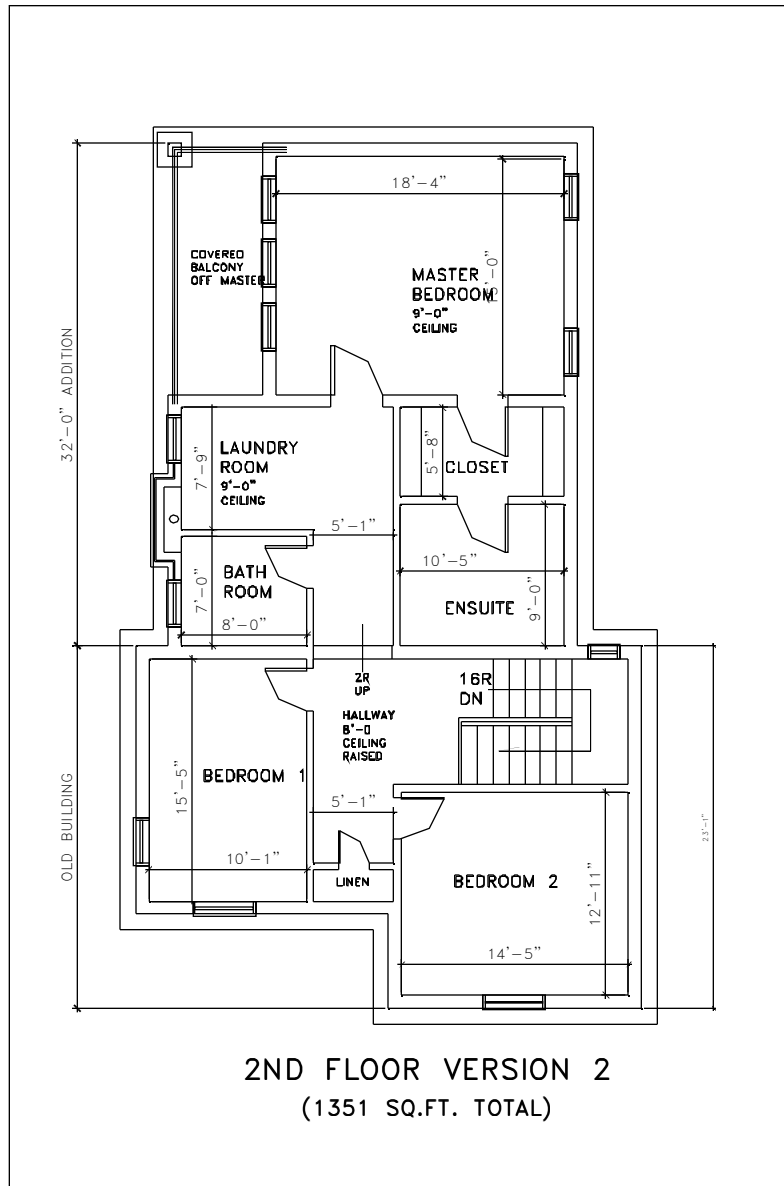 18'-4"
COVERED
BALCONY
OFF MASTER
MASTER
BEDROOM
9'-0"
CEILING
15'-0"
32'-0" ADDITION
LAUNDRY
ROOM
9'-0"
CEILING
7'-9"
5'-8"
CLOSET
5'-1"
BATH
ROOM
7'-0"
8'-0"
10'-5"
ENSUITE
9'-0"
2R
UP
16R
DN
HALLWAY
8'-0
CEILING
RAISED
BEDROOM 1
15'-5"
10'-1"
5'-1"
LINEN
BEDROOM 2
12'-11"
14'-5"
OLD BUILDING
23'-1"
2ND FLOOR VERSION 2
(1351 SQ.FT. TOTAL)